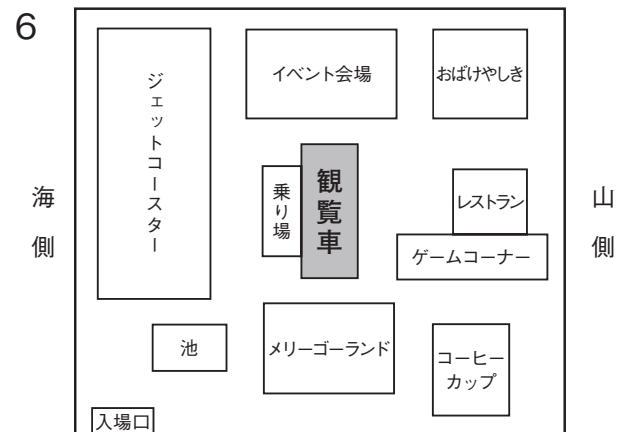 6
ジェットコースター
イベント会場
おばけやしき
海側
乗り場
観覧車
レストラン
山側
ゲームコーナー
池
メリーゴーランド
コーヒー
カップ
入場口